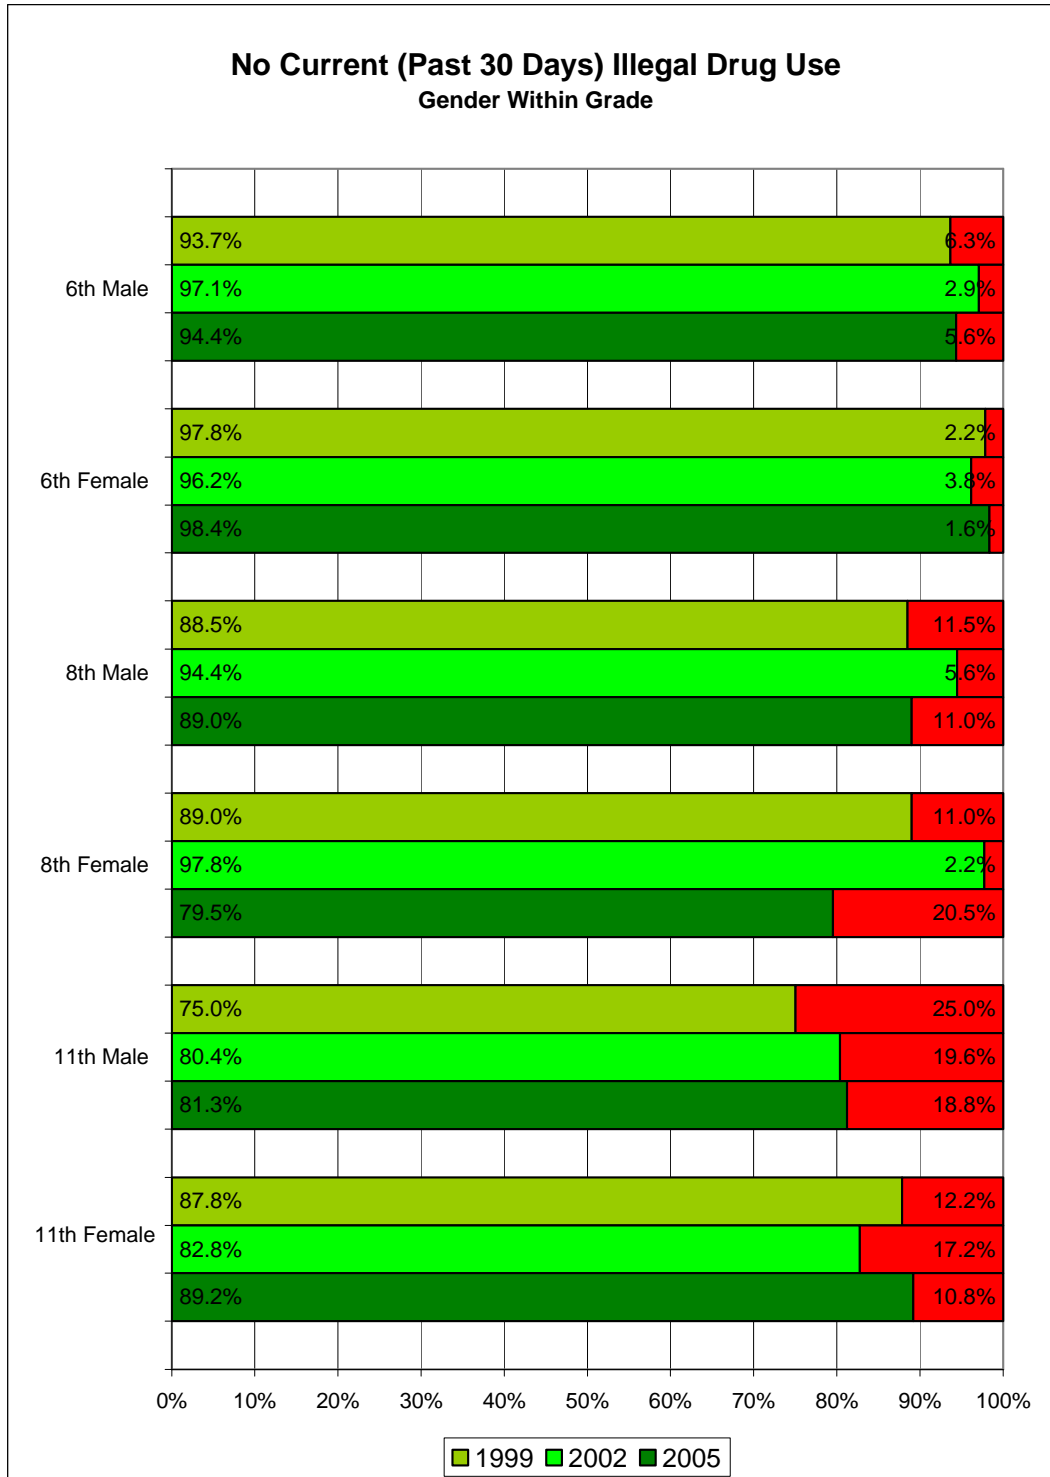 No Current (Past 30 Days) Illegal Drug Use
Gender Within Grade
93.7% 6.3%
6th Male 97.1% 2.9%
94.4% 5.6%
97.8% 2.2%
6th Female 96.2% 3.8%
98.4% 1.6%
88.5% 11.5%
8th Male 94.4% 5.6%
89.0% 11.0%
89.0% 11.0%
8th Female 97.8% 2.2%
79.5% 20.5%
75.0% 25.0%
11th Male 80.4% 19.6%
81.3% 18.8%
87.8% 12.2%
11th Female 82.8% 17.2%
89.2% 10.8%
0% 10% 20% 30% 40% 50% 60% 70% 80% 90% 100%
1999 2002 2005